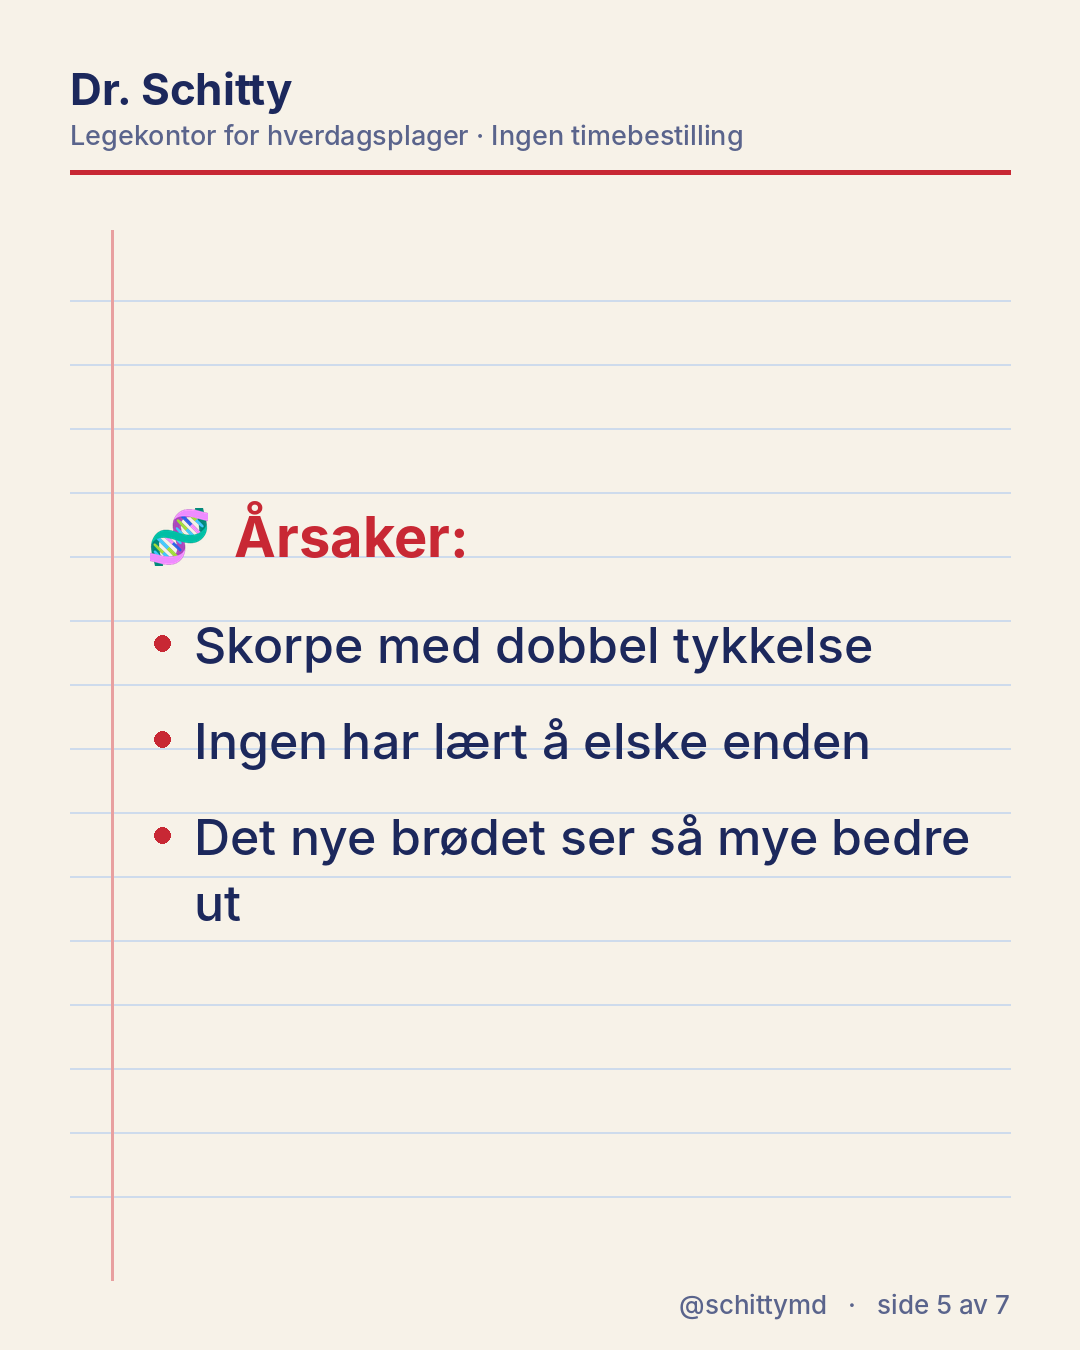 Dr. Schitty
Legekontor for hverdagsplager · Ingen timebestilling
🧬 Årsaker:
• Skorpe med dobbel tykkelse
• Ingen har lært å elske enden
• Det nye brødet ser så mye bedre
ut
@schittymd · side 5 av 7